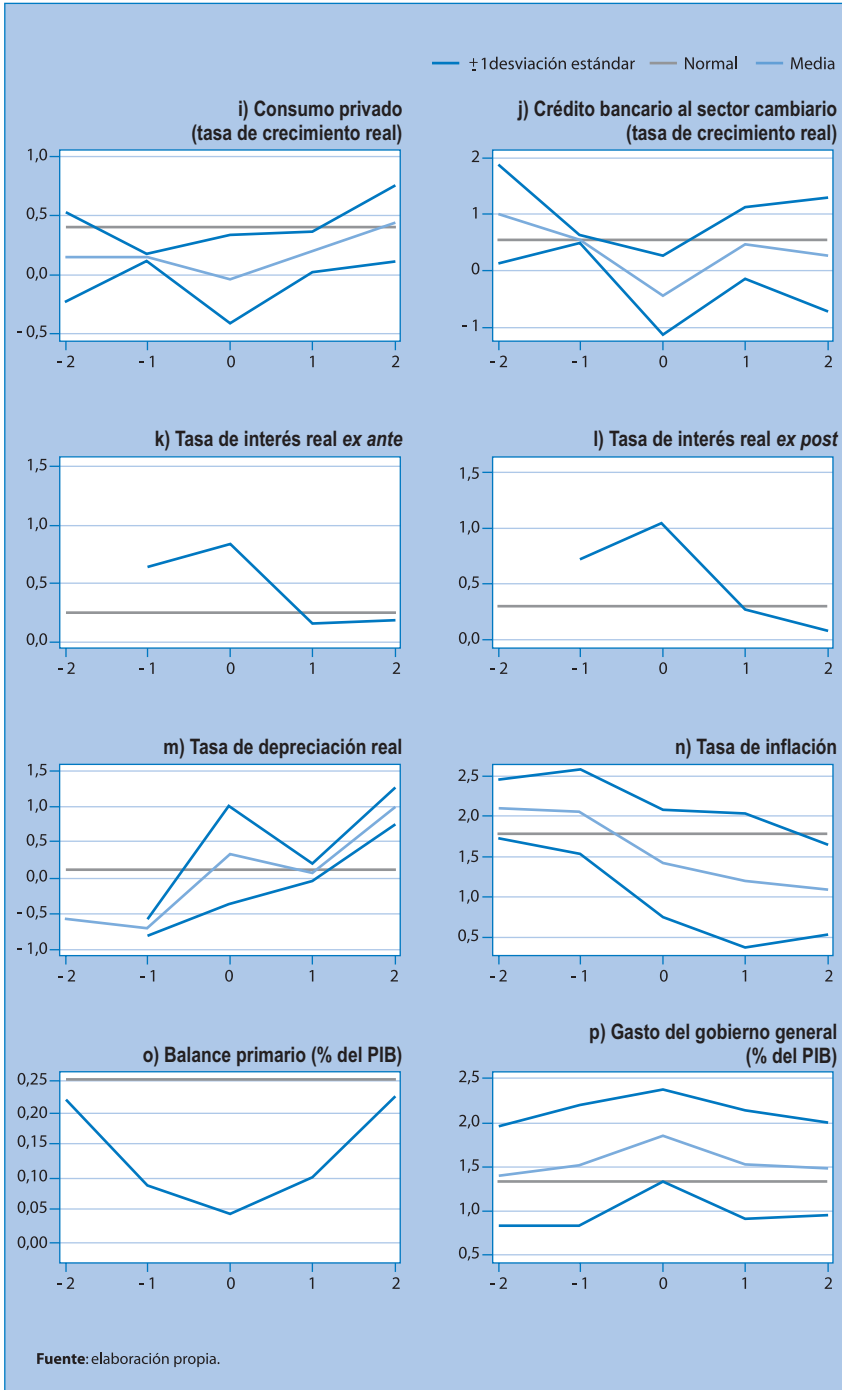 ±1desviación estándar Normal Media
i) Consumo privado
(tasa de crecimiento real)
1,0
0,5
0,0
- 0,5
- 2 - 1 0 1 2
j) Crédito bancario al sector cambiario
(tasa de crecimiento real)
2
1
0
- 1
- 2 - 1 0 1 2
k) Tasa de interés real ex ante
1,5
1,0
0,5
0,0
- 2 - 1 0 1 2
l) Tasa de interés real ex post
1,5
1,0
0,5
0,0
- 2 - 1 0 1 2
m) Tasa de depreciación real
1,5
1,0
0,5
0,0
- 0,5
- 1,0
- 2 - 1 0 1 2
n) Tasa de inflación
2,5
2,0
1,5
1,0
0,5
- 2 - 1 0 1 2
o) Balance primario (% del PIB)
0,25
0,20
0,15
0,10
0,05
0,00
- 2 - 1 0 1 2
p) Gasto del gobierno general
(% del PIB)
2,5
2,0
1,5
1,0
0,5
- 2 - 1 0 1 2
Fuente: elaboración propia.